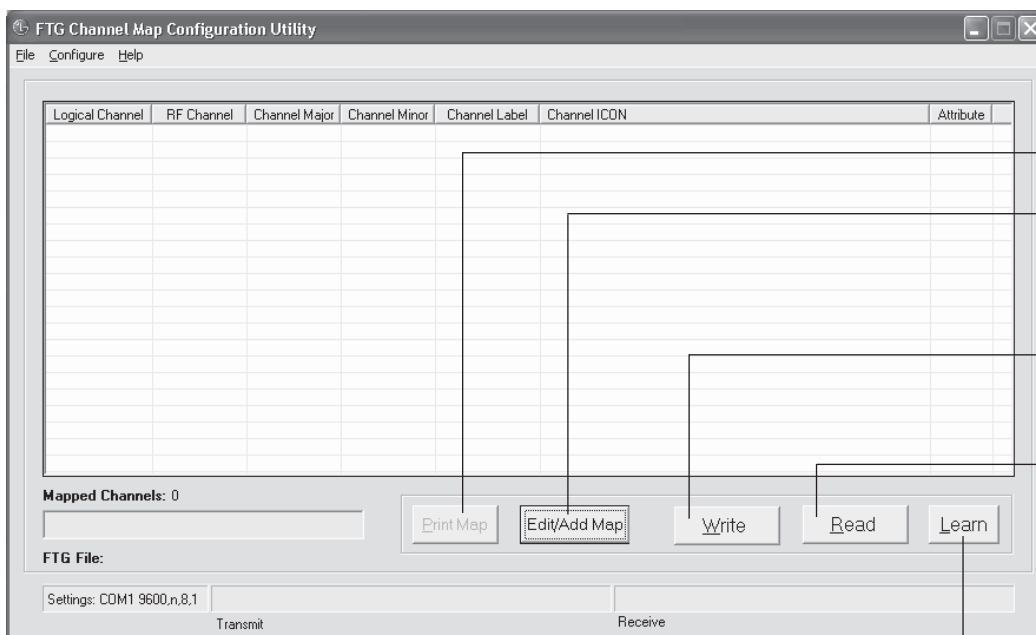 FTG Channel Map Configuration Utility
File Configure Help
Logical Channel RF Channel Channel Major Channel Minor Channel Label Channel ICON Attribute
Mapped Channels: 0
Print Map Edit/Add Map Write Read Learn
FTG File:
Settings: COM1 9600,n,8,1
Transmit Receive